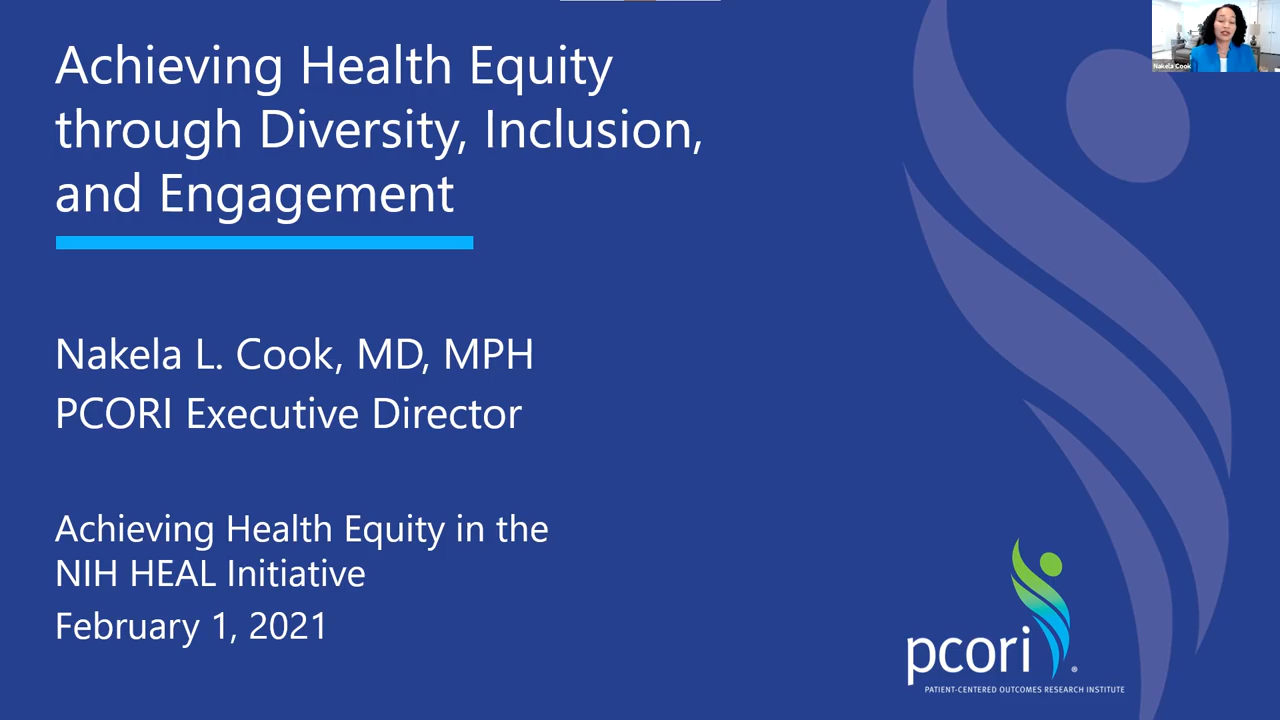 Achieving Health Equity
through Diversity, Inclusion,
and Engagement
Nakela L. Cook, MD, MPH
PCORI Executive Director
Achieving Health Equity in the
NIH HEAL Initiative
February 1, 2021
Nakela Cook
pcori®
PATIENT-CENTERED OUTCOMES RESEARCH INSTITUTE